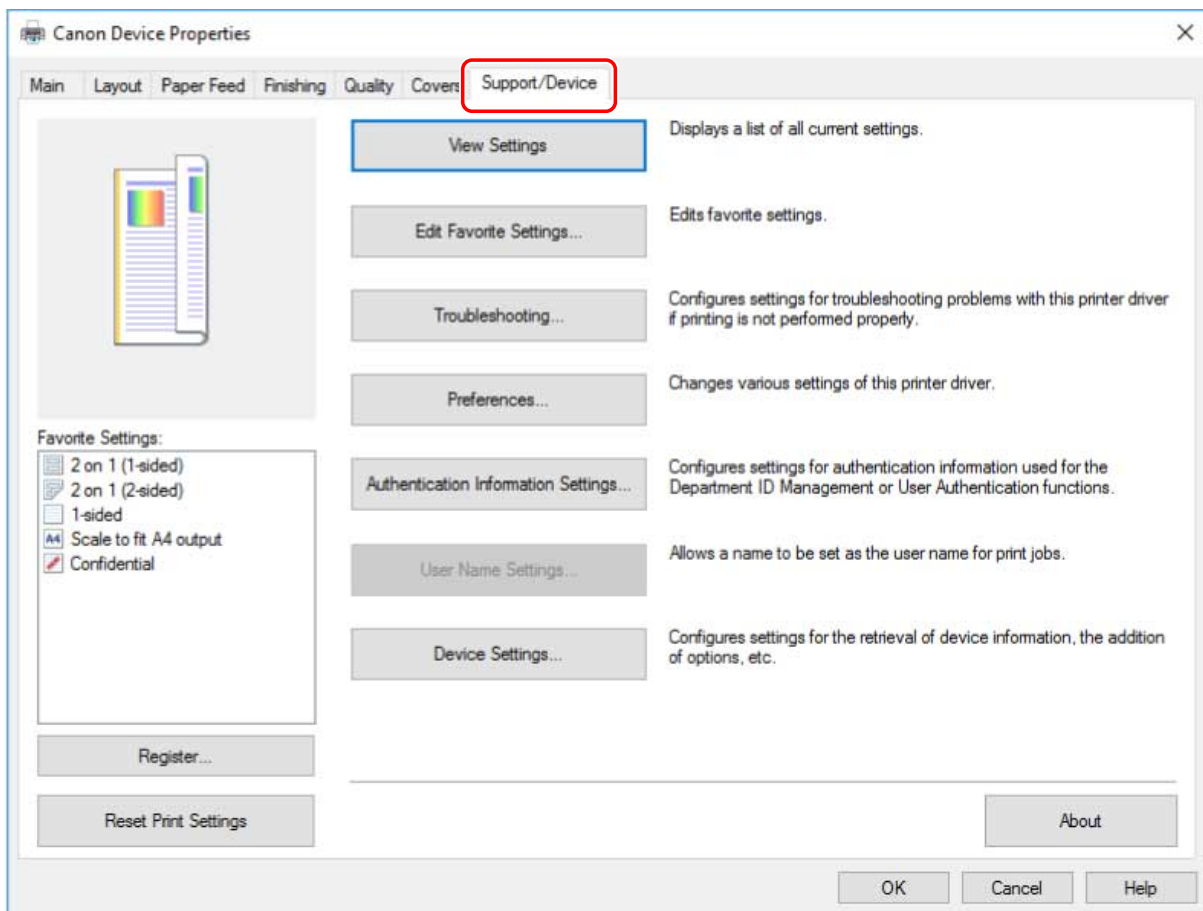 Canon Device Properties
Main Layout Paper Feed Finishing Quality Covers Support/Device
View Settings
Displays a list of all current settings.
Edit Favorite Settings...
Edits favorite settings.
Troubleshooting...
Configures settings for troubleshooting problems with this printer driver
if printing is not performed properly.
Preferences...
Changes various settings of this printer driver.
Favorite Settings:
2 on 1 (1-sided)
2 on 1 (2-sided)
1-sided
A4 Scale to fit A4 output
Confidential
Authentication Information Settings...
Configures settings for authentication information used for the
Department ID Management or User Authentication functions.
User Name Settings...
Allows a name to be set as the user name for print jobs.
Device Settings...
Configures settings for the retrieval of device information, the addition
of options, etc.
Register...
Reset Print Settings
About
OK Cancel Help